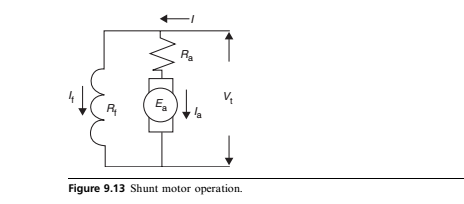 I
Ra
If
Rf
Ea
Ia
Vt
Figure 9.13 Shunt motor operation.